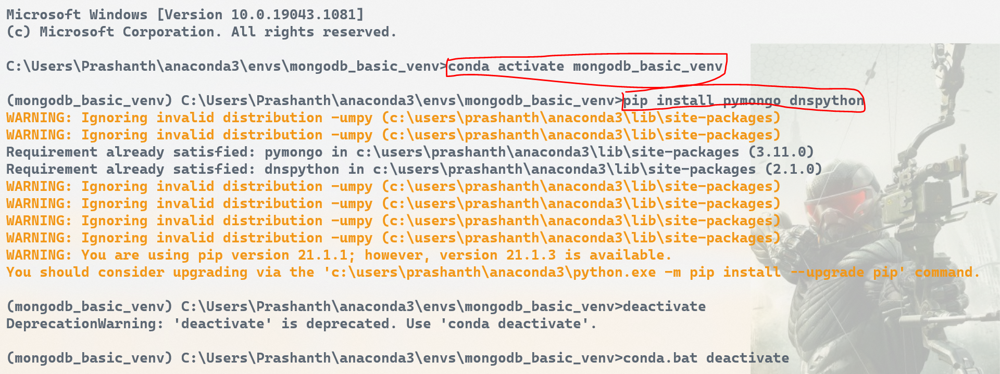 Microsoft Windows [Version 10.0.19043.1081]
(c) Microsoft Corporation. All rights reserved.
C:\Users\Prashanth\anaconda3\envs\mongodb_basic_venv>conda activate mongodb_basic_venv
(mongodb_basic_venv) C:\Users\Prashanth\anaconda3\envs\mongodb_basic_venv>pip install pymongo dnspython
WARNING: Ignoring invalid distribution -umpy (c:\users\prashanth\anaconda3\lib\site-packages)
WARNING: Ignoring invalid distribution -umpy (c:\users\prashanth\anaconda3\lib\site-packages)
Requirement already satisfied: pymongo in c:\users\prashanth\anaconda3\lib\site-packages (3.11.0)
Requirement already satisfied: dnspython in c:\users\prashanth\anaconda3\lib\site-packages (2.1.0)
WARNING: Ignoring invalid distribution -umpy (c:\users\prashanth\anaconda3\lib\site-packages)
WARNING: Ignoring invalid distribution -umpy (c:\users\prashanth\anaconda3\lib\site-packages)
WARNING: Ignoring invalid distribution -umpy (c:\users\prashanth\anaconda3\lib\site-packages)
WARNING: Ignoring invalid distribution -umpy (c:\users\prashanth\anaconda3\lib\site-packages)
WARNING: You are using pip version 21.1.1; however, version 21.1.3 is available.
You should consider upgrading via the 'c:\users\prashanth\anaconda3\python.exe -m pip install --upgrade pip' command.
(mongodb_basic_venv) C:\Users\Prashanth\anaconda3\envs\mongodb_basic_venv>deactivate
DeprecationWarning: 'deactivate' is deprecated. Use 'conda deactivate'.
(mongodb_basic_venv) C:\Users\Prashanth\anaconda3\envs\mongodb_basic_venv>conda.bat deactivate